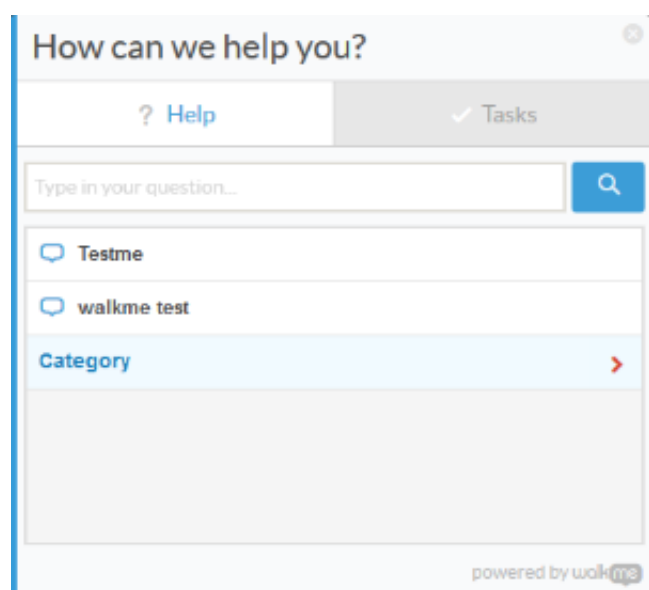 How can we help you?
? Help
Tasks
Type in your question...
Testme
walkme test
Category
powered by walkme